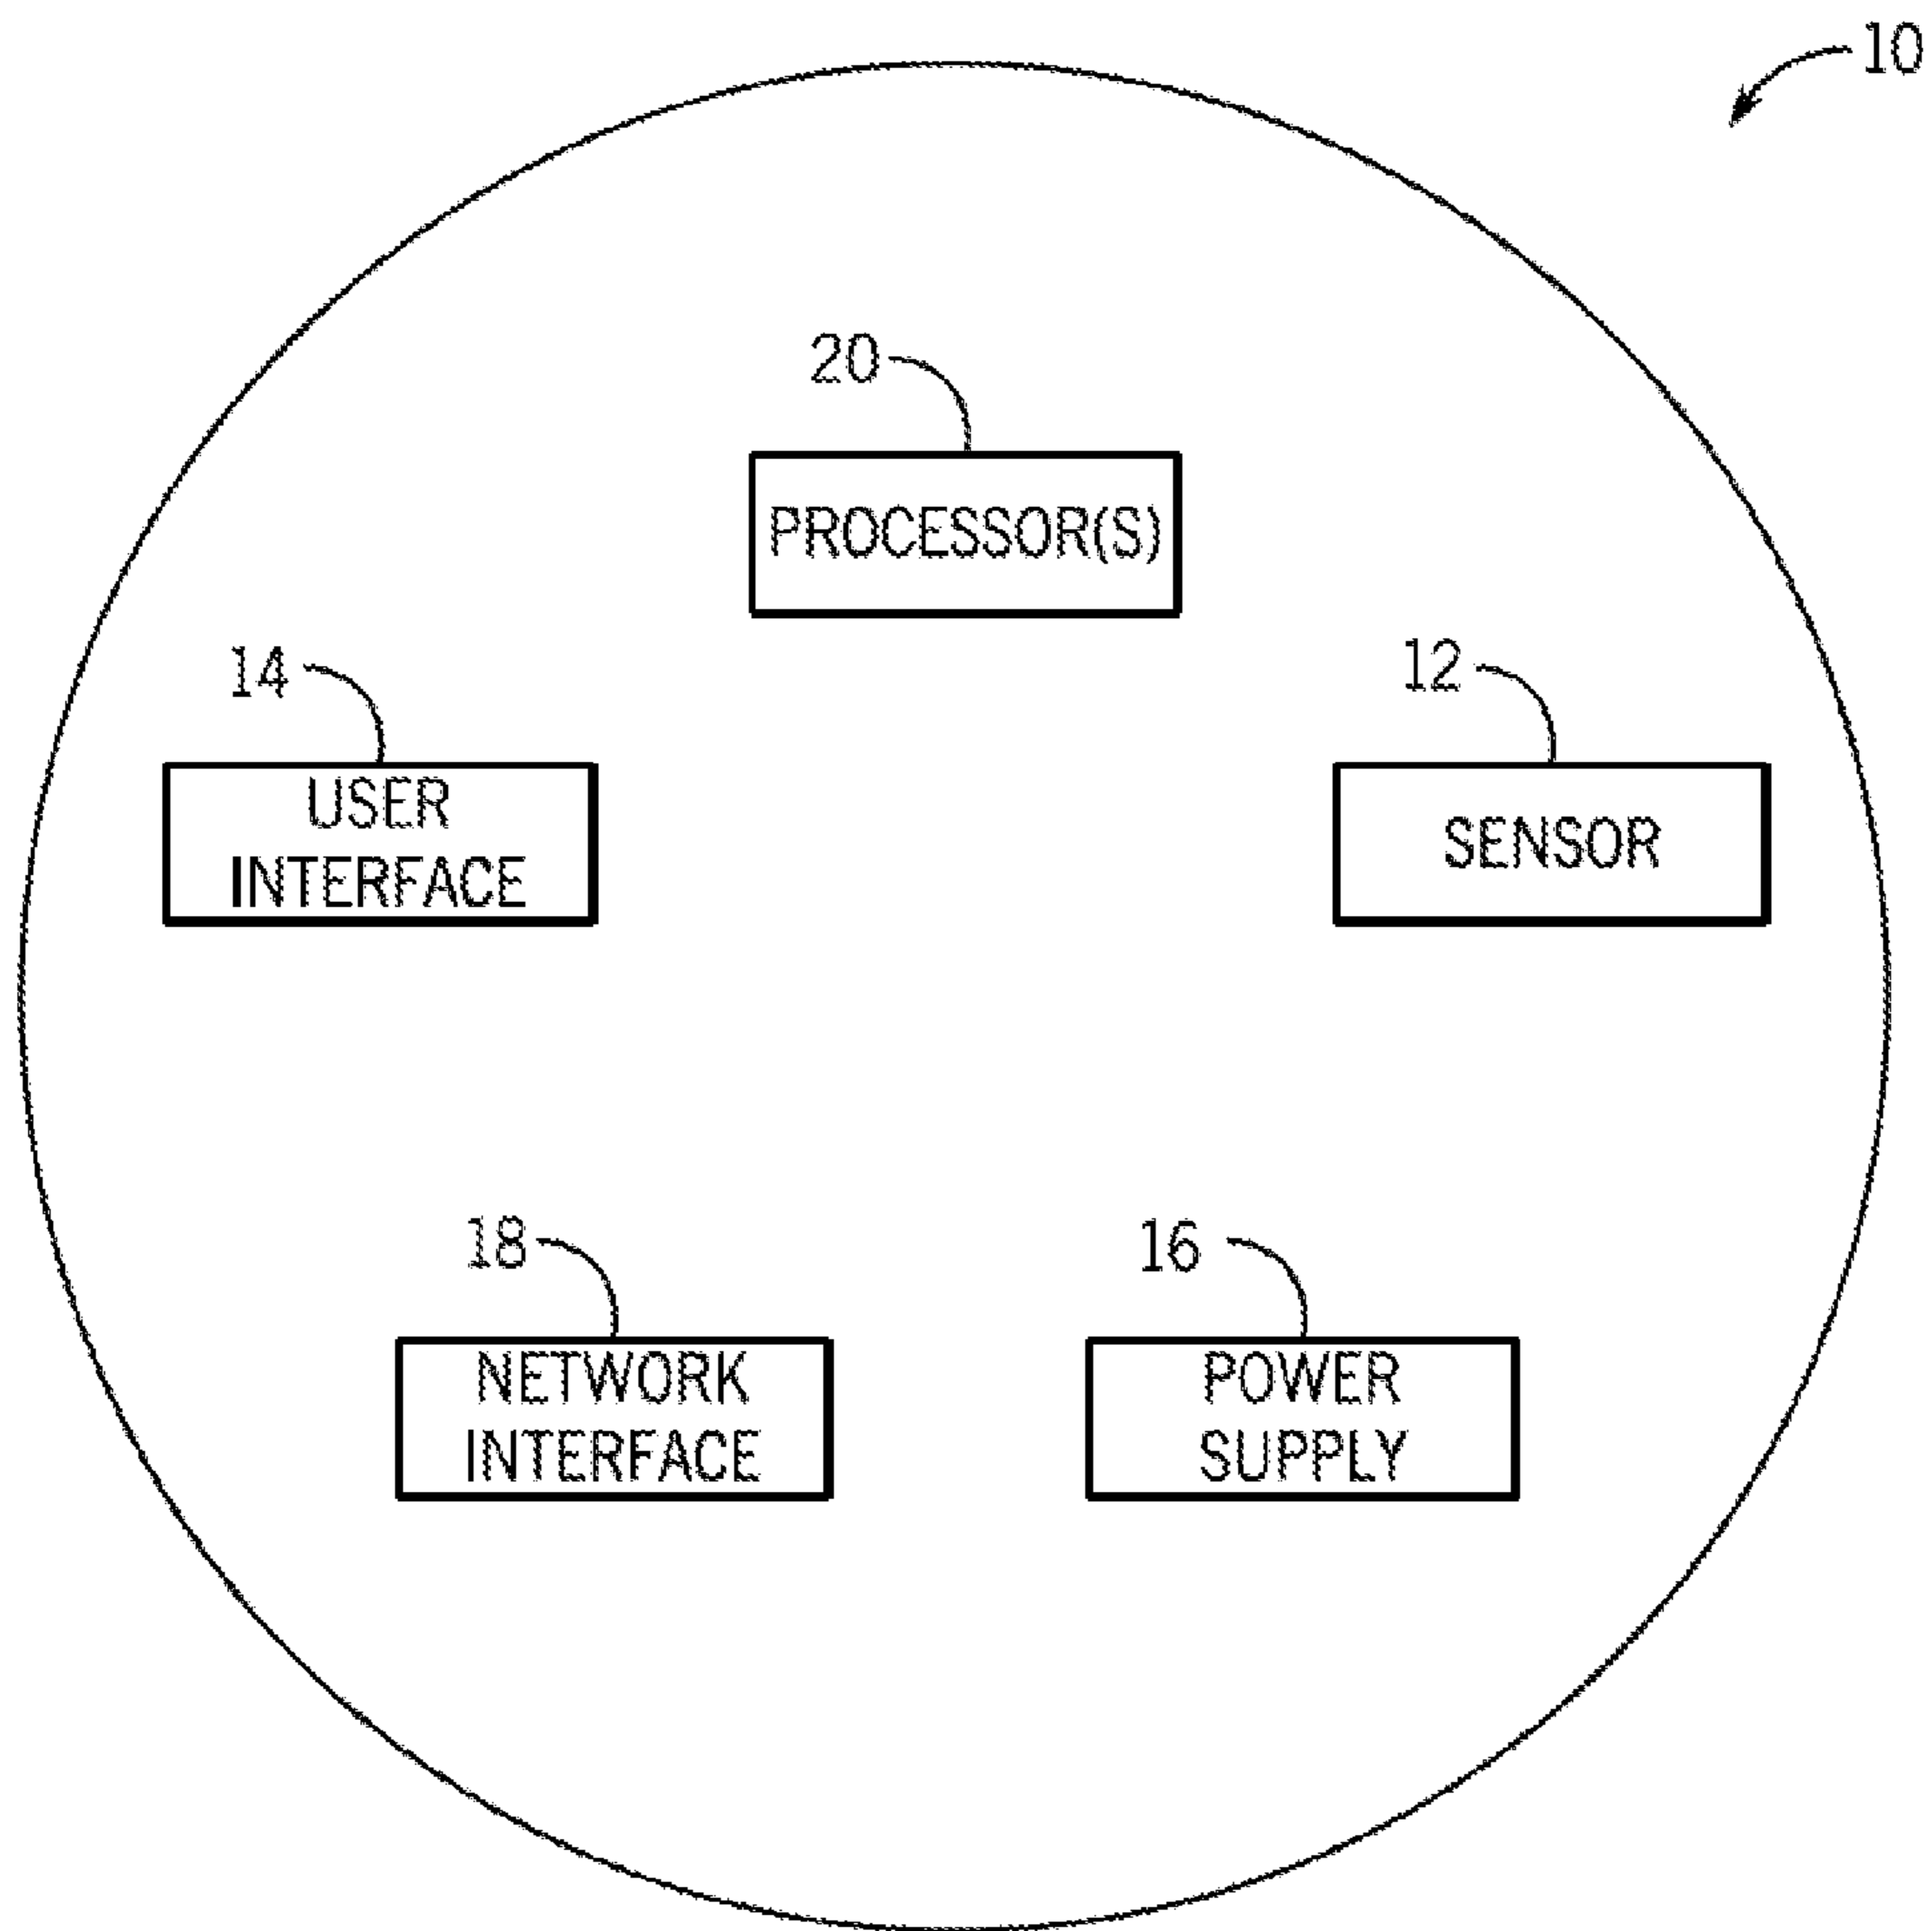 10
20
PROCESSOR(S)
14
USER
INTERFACE
12
SENSOR
18
NETWORK
INTERFACE
16
POWER
SUPPLY